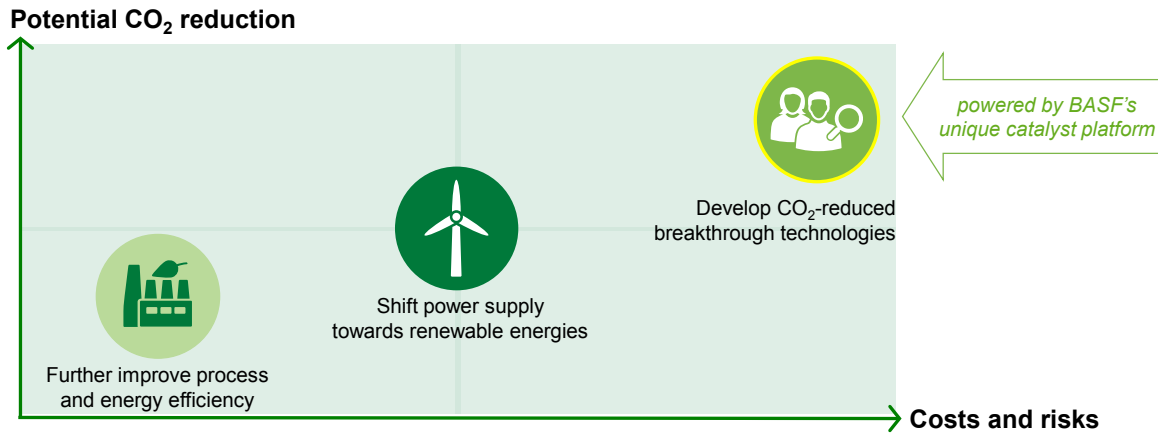 Potential CO₂ reduction
powered by BASF's
unique catalyst platform
Develop CO₂-reduced
breakthrough technologies
Shift power supply
towards renewable energies
Further improve process
and energy efficiency
Costs and risks